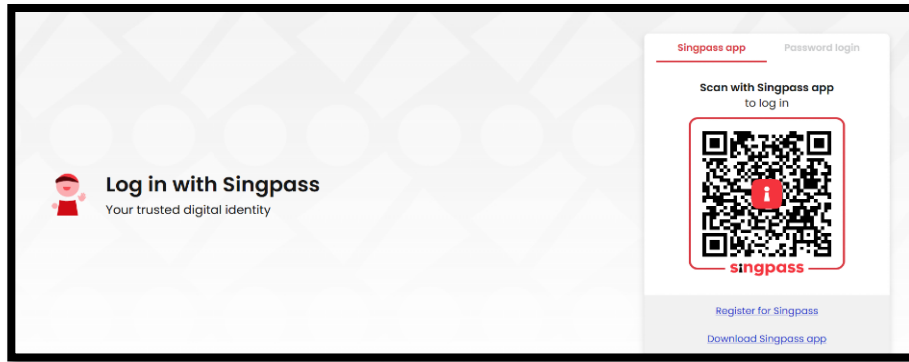 Singpass app Password login
Scan with Singpass app
to log in
Log in with Singpass
Your trusted digital identity
singpass
Register for Singpass
Download Singpass app